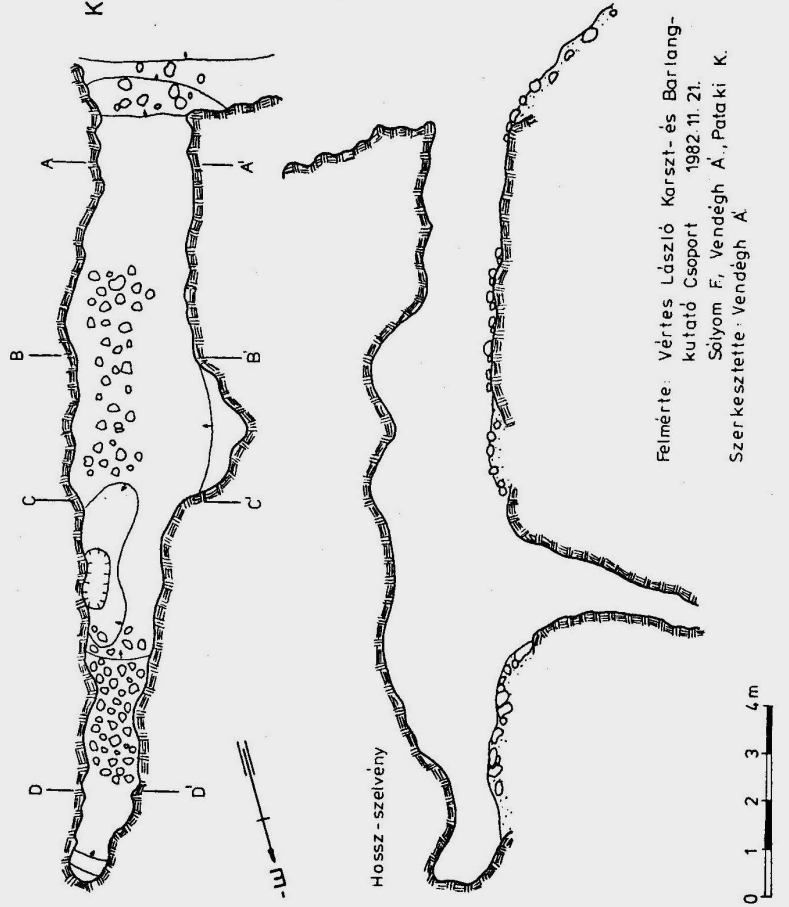 K
A
A'
B
B'
C
C'
D
D'
É
Hossz-szelvény
0 1 2 3 4 m
Felmérte: Vértes László Karszt- és Barlang-
kutató Csoport 1982. 11. 21.
Sólyom F., Vendégh Á., Pataki K.
Szerkesztette: Vendégh Á.